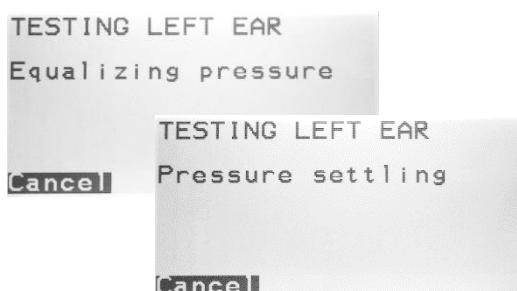 TESTING LEFT EAR
Equalizing pressure
Cancel
TESTING LEFT EAR
Pressure settling
Cancel